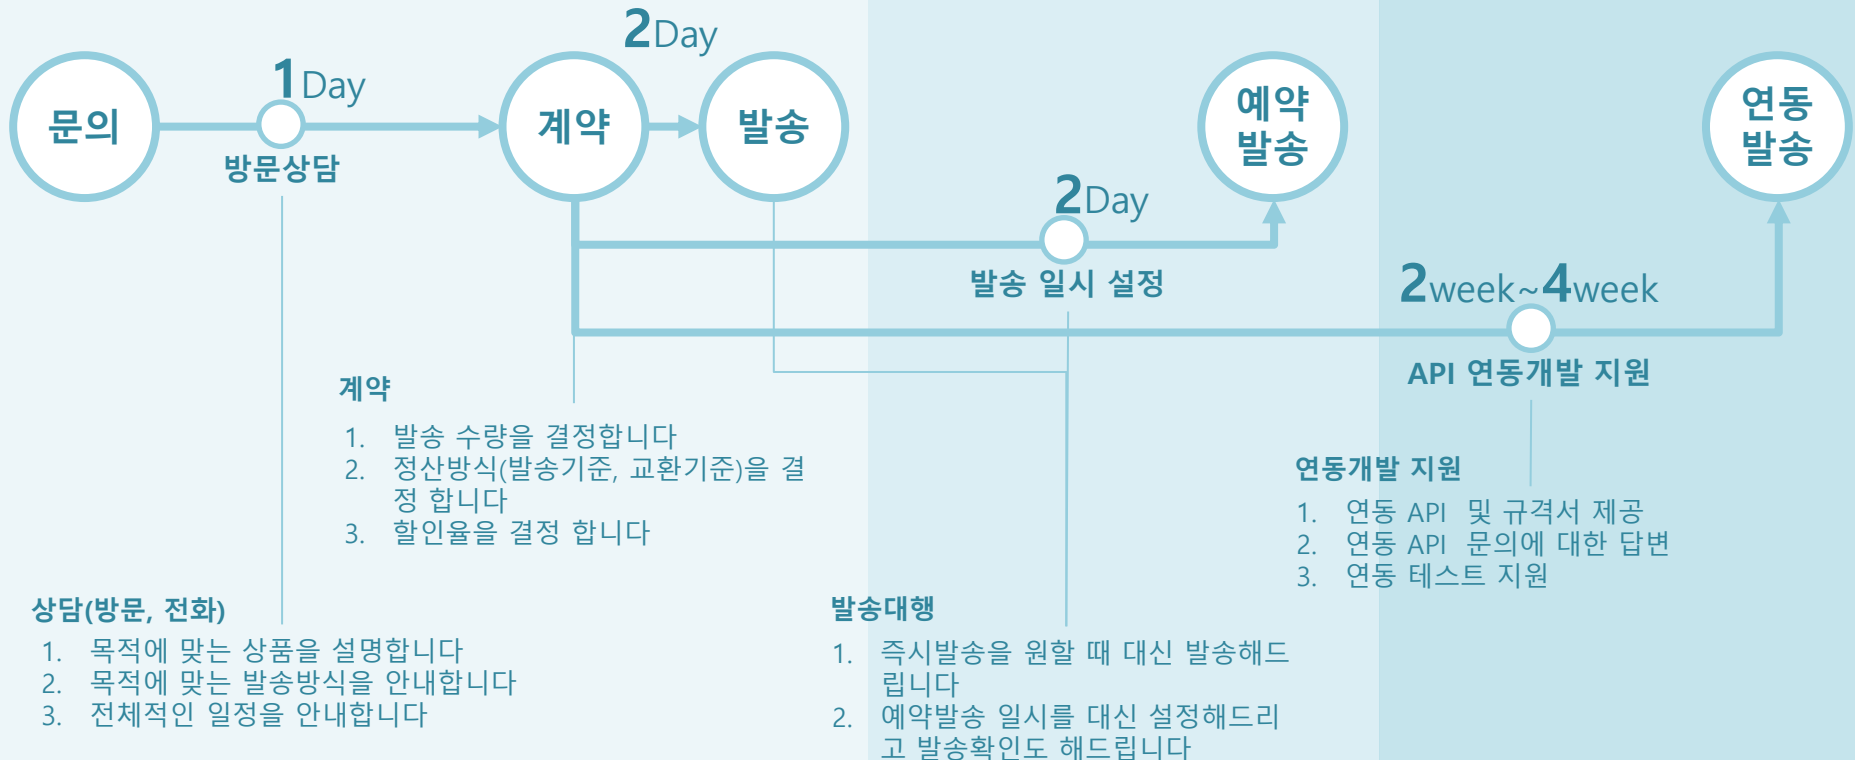 2Day
1Day
문의
계약
발송
예약
발송
연동
발송
방문상담
2Day
발송 일시 설정
2week~4week
API 연동개발 지원
계약
1. 발송 수량을 결정합니다
2. 정산방식(발송기준, 교환기준)을 결
정 합니다
3. 할인율을 결정 합니다
연동개발 지원
1. 연동 API 및 규격서 제공
2. 연동 API 문의에 대한 답변
3. 연동 테스트 지원
상담(방문, 전화)
1. 목적에 맞는 상품을 설명합니다
2. 목적에 맞는 발송방식을 안내합니다
3. 전체적인 일정을 안내합니다
발송대행
1. 즉시발송을 원할 때 대신 발송해드
립니다
2. 예약발송 일시를 대신 설정해드리
고 발송확인도 해드립니다